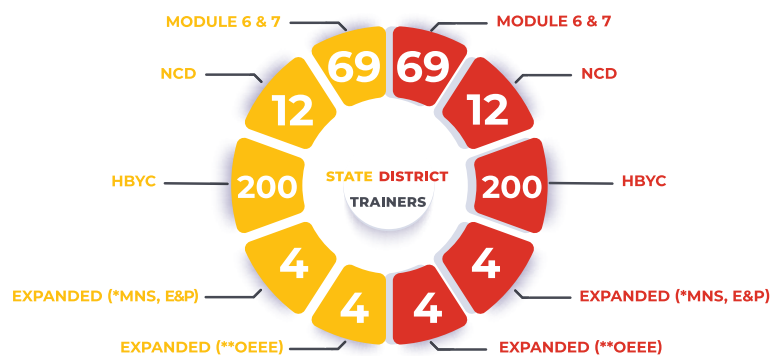 MODULE 6 & 7
MODULE 6 & 7
69
69
NCD
NCD
12
12
HBYC
200
STATE DISTRICT
TRAINERS
200
HBYC
4
4
EXPANDED (*MNS, E&P)
EXPANDED (*MNS, E&P)
4
4
EXPANDED (**OEEE)
EXPANDED (**OEEE)